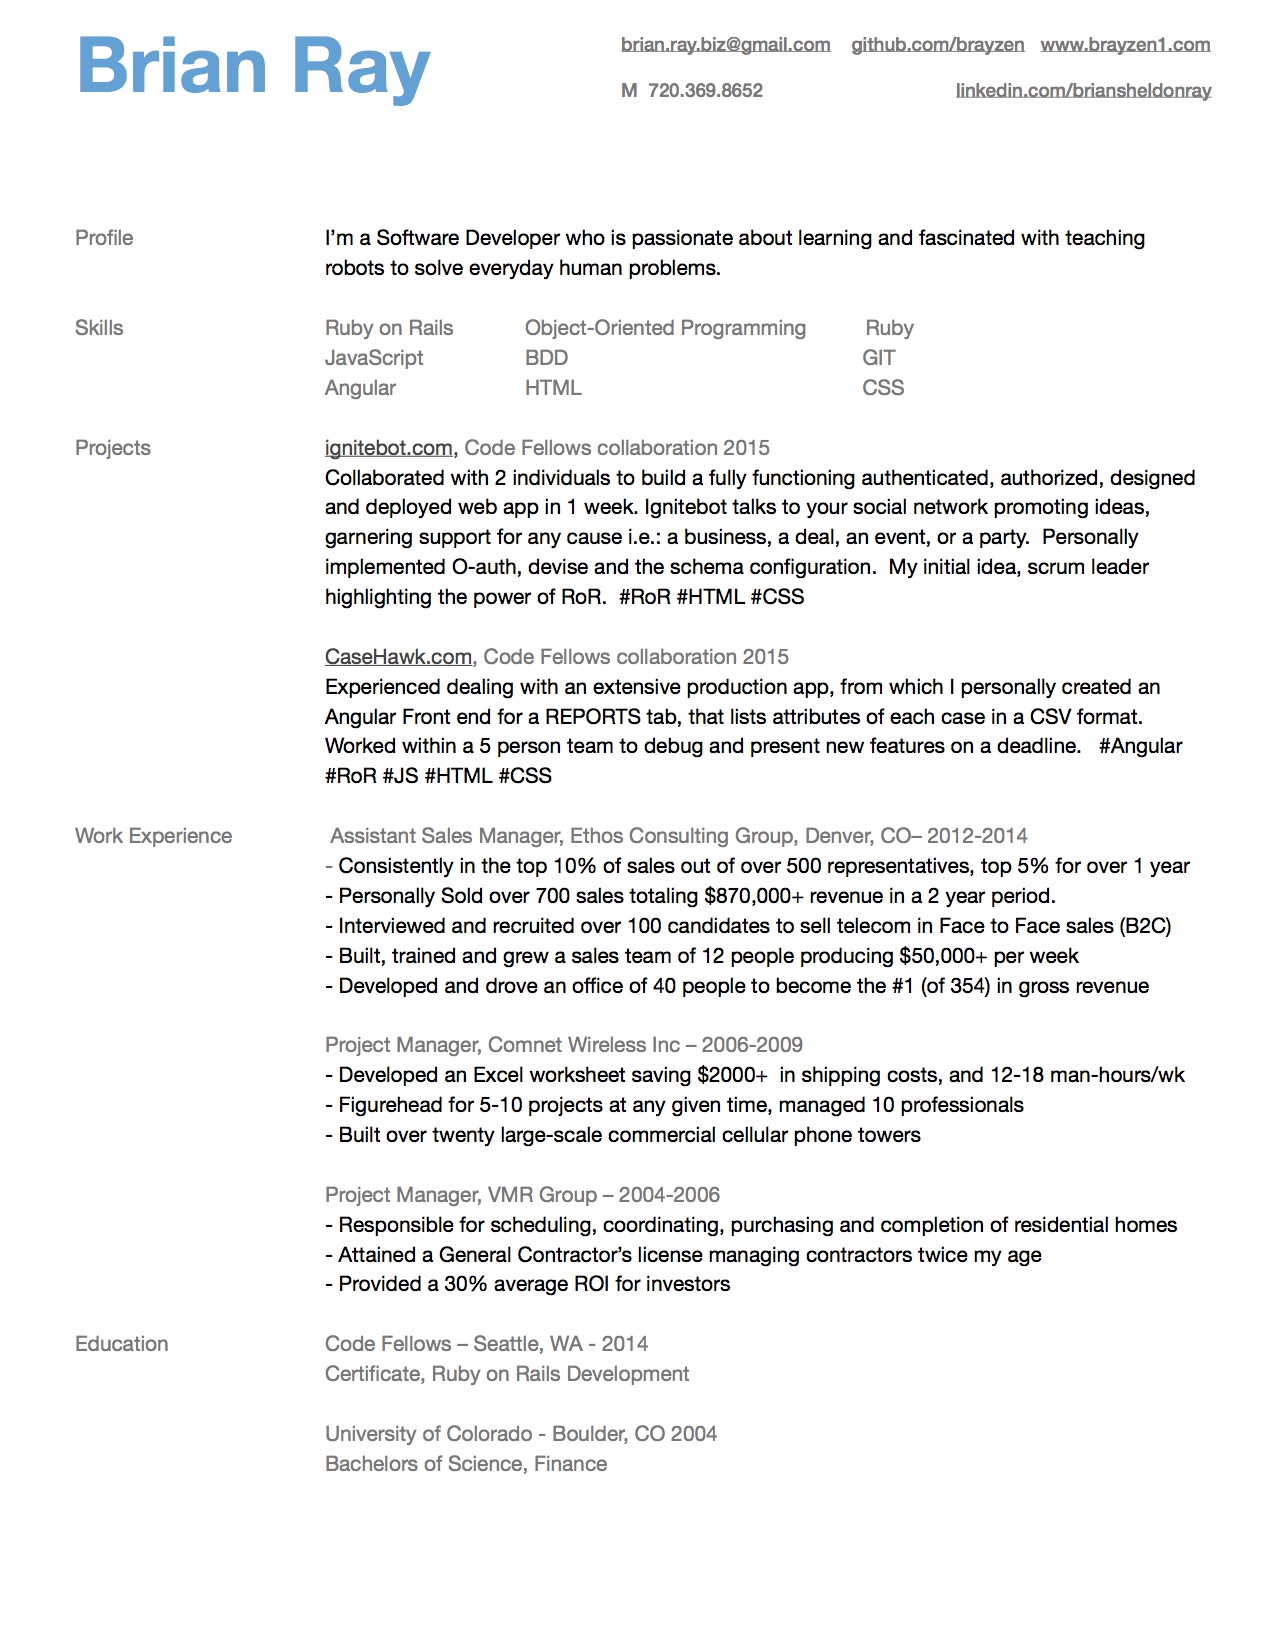 Brian Ray
brian.ray.biz@gmail.com github.com/brayzen www.brayzen1.com
M 720.369.8652 linkedin.com/briansheldonray
Profile I’m a Software Developer who is passionate about learning and fascinated with teaching
robots to solve everyday human problems.
Skills Ruby on Rails Object-Oriented Programming Ruby
JavaScript BDD GIT
Angular HTML CSS
Projects ignitebot.com, Code Fellows collaboration 2015
Collaborated with 2 individuals to build a fully functioning authenticated, authorized, designed
and deployed web app in 1 week. Ignitebot talks to your social network promoting ideas,
garnering support for any cause i.e.: a business, a deal, an event, or a party. Personally
implemented O-auth, devise and the schema configuration. My initial idea, scrum leader
highlighting the power of RoR. #RoR #HTML #CSS
CaseHawk.com, Code Fellows collaboration 2015
Experienced dealing with an extensive production app, from which I personally created an
Angular Front end for a REPORTS tab, that lists attributes of each case in a CSV format.
Worked within a 5 person team to debug and present new features on a deadline. #Angular
#RoR #JS #HTML #CSS
Work Experience Assistant Sales Manager, Ethos Consulting Group, Denver, CO– 2012-2014
- Consistently in the top 10% of sales out of over 500 representatives, top 5% for over 1 year
- Personally Sold over 700 sales totaling $870,000+ revenue in a 2 year period.
- Interviewed and recruited over 100 candidates to sell telecom in Face to Face sales (B2C)
- Built, trained and grew a sales team of 12 people producing $50,000+ per week
- Developed and drove an office of 40 people to become the #1 (of 354) in gross revenue
Project Manager, Comnet Wireless Inc – 2006-2009
- Developed an Excel worksheet saving $2000+ in shipping costs, and 12-18 man-hours/wk
- Figurehead for 5-10 projects at any given time, managed 10 professionals
- Built over twenty large-scale commercial cellular phone towers
Project Manager, VMR Group – 2004-2006
- Responsible for scheduling, coordinating, purchasing and completion of residential homes
- Attained a General Contractor’s license managing contractors twice my age
- Provided a 30% average ROI for investors
Education Code Fellows – Seattle, WA - 2014
Certificate, Ruby on Rails Development
University of Colorado - Boulder, CO 2004
Bachelors of Science, Finance